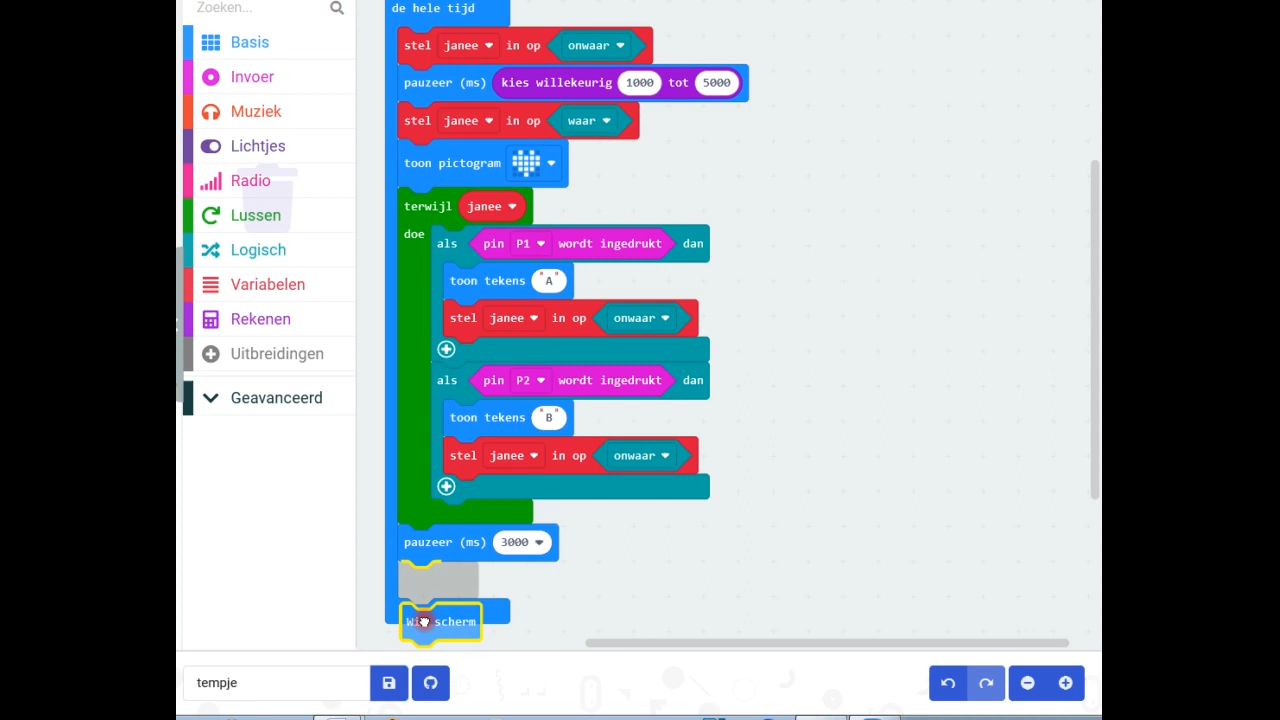 Zoeken...
Basis
Invoer
Muziek
Lichtjes
Radio
Lussen
Logisch
Variabelen
Rekenen
Uitbreidingen
Geavanceerd
de hele tijd
stel janee in op onwaar
pauzeer (ms) kies willekeurig 1000 tot 5000
stel janee in op waar
toon pictogram
terwijl janee
doe
als pin P1 wordt ingedrukt dan
toon tekens "A"
stel janee in op onwaar
als pin P2 wordt ingedrukt dan
toon tekens "B"
stel janee in op onwaar
pauzeer (ms) 3000
scherm
tempje